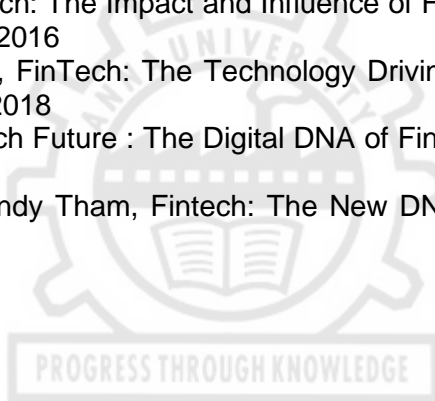 ch: The Impact and Influence of F
2016
, FinTech: The Technology Drivin
2018
ch Future : The Digital DNA of Fin
ndy Tham, Fintech: The New DN
UNIVERSITY
PROGRESS THROUGH KNOWLEDGE